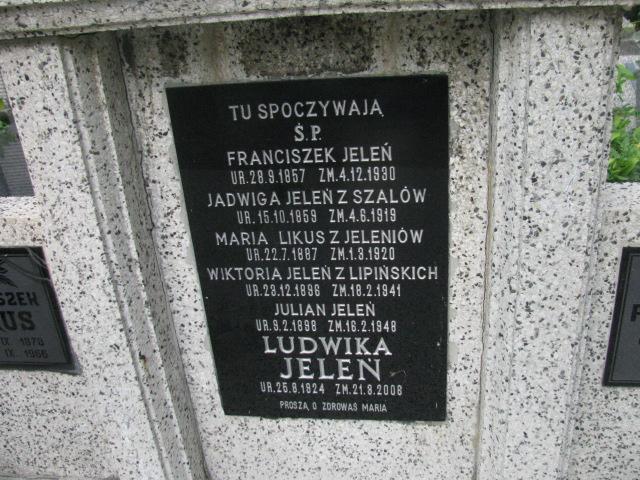 TU SPOCZYWAJĄ
Ś.P.
FRANCISZEK JELEŃ
UR.28.9.1857 ZM.4.12.1930
JADWIGA JELEŃ Z SZALÓW
UR.15.10.1859 ZM.4.6.1919
MARIA LIKUS Z JELENIÓW
UR.22.7.1887 ZM.1.3.1920
WIKTORIA JELEŃ Z LIPIŃSKICH
UR.23.12.1896 ZM.18.2.1941
JULIAN JELEŃ
UR.9.2.1898 ZM.16.2.1948
LUDWIKA
JELEŃ
UR.25.8.1924 ZM.21.8.2008
PROSZĄ O ZDROWAŚ MARIA